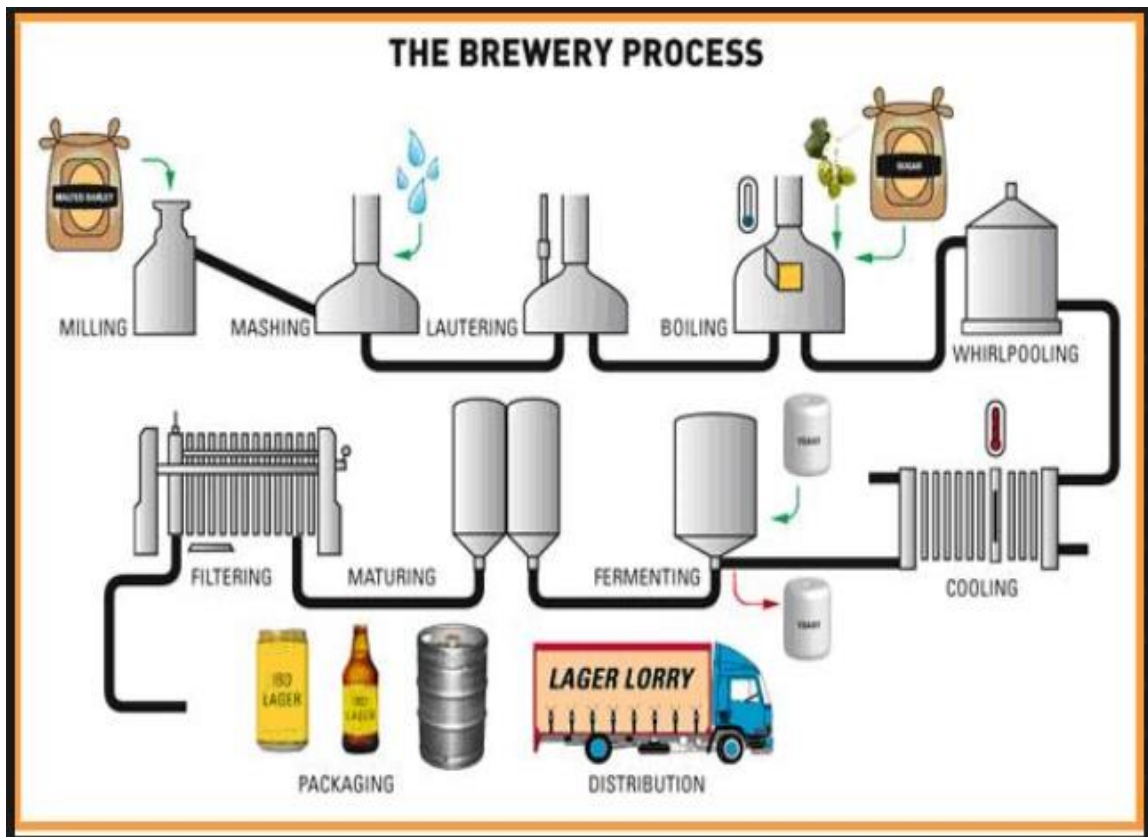 THE BREWERY PROCESS
MALTED BARLEY
SUGAR
MILLING
MASHING
LAUTERING
BOILING
WHIRLPOOLING
YEAST
FILTERING
MATURING
FERMENTING
COOLING
YEAST
IBD
LAGER
IBD
LAGER
LAGER LORRY
PACKAGING
DISTRIBUTION